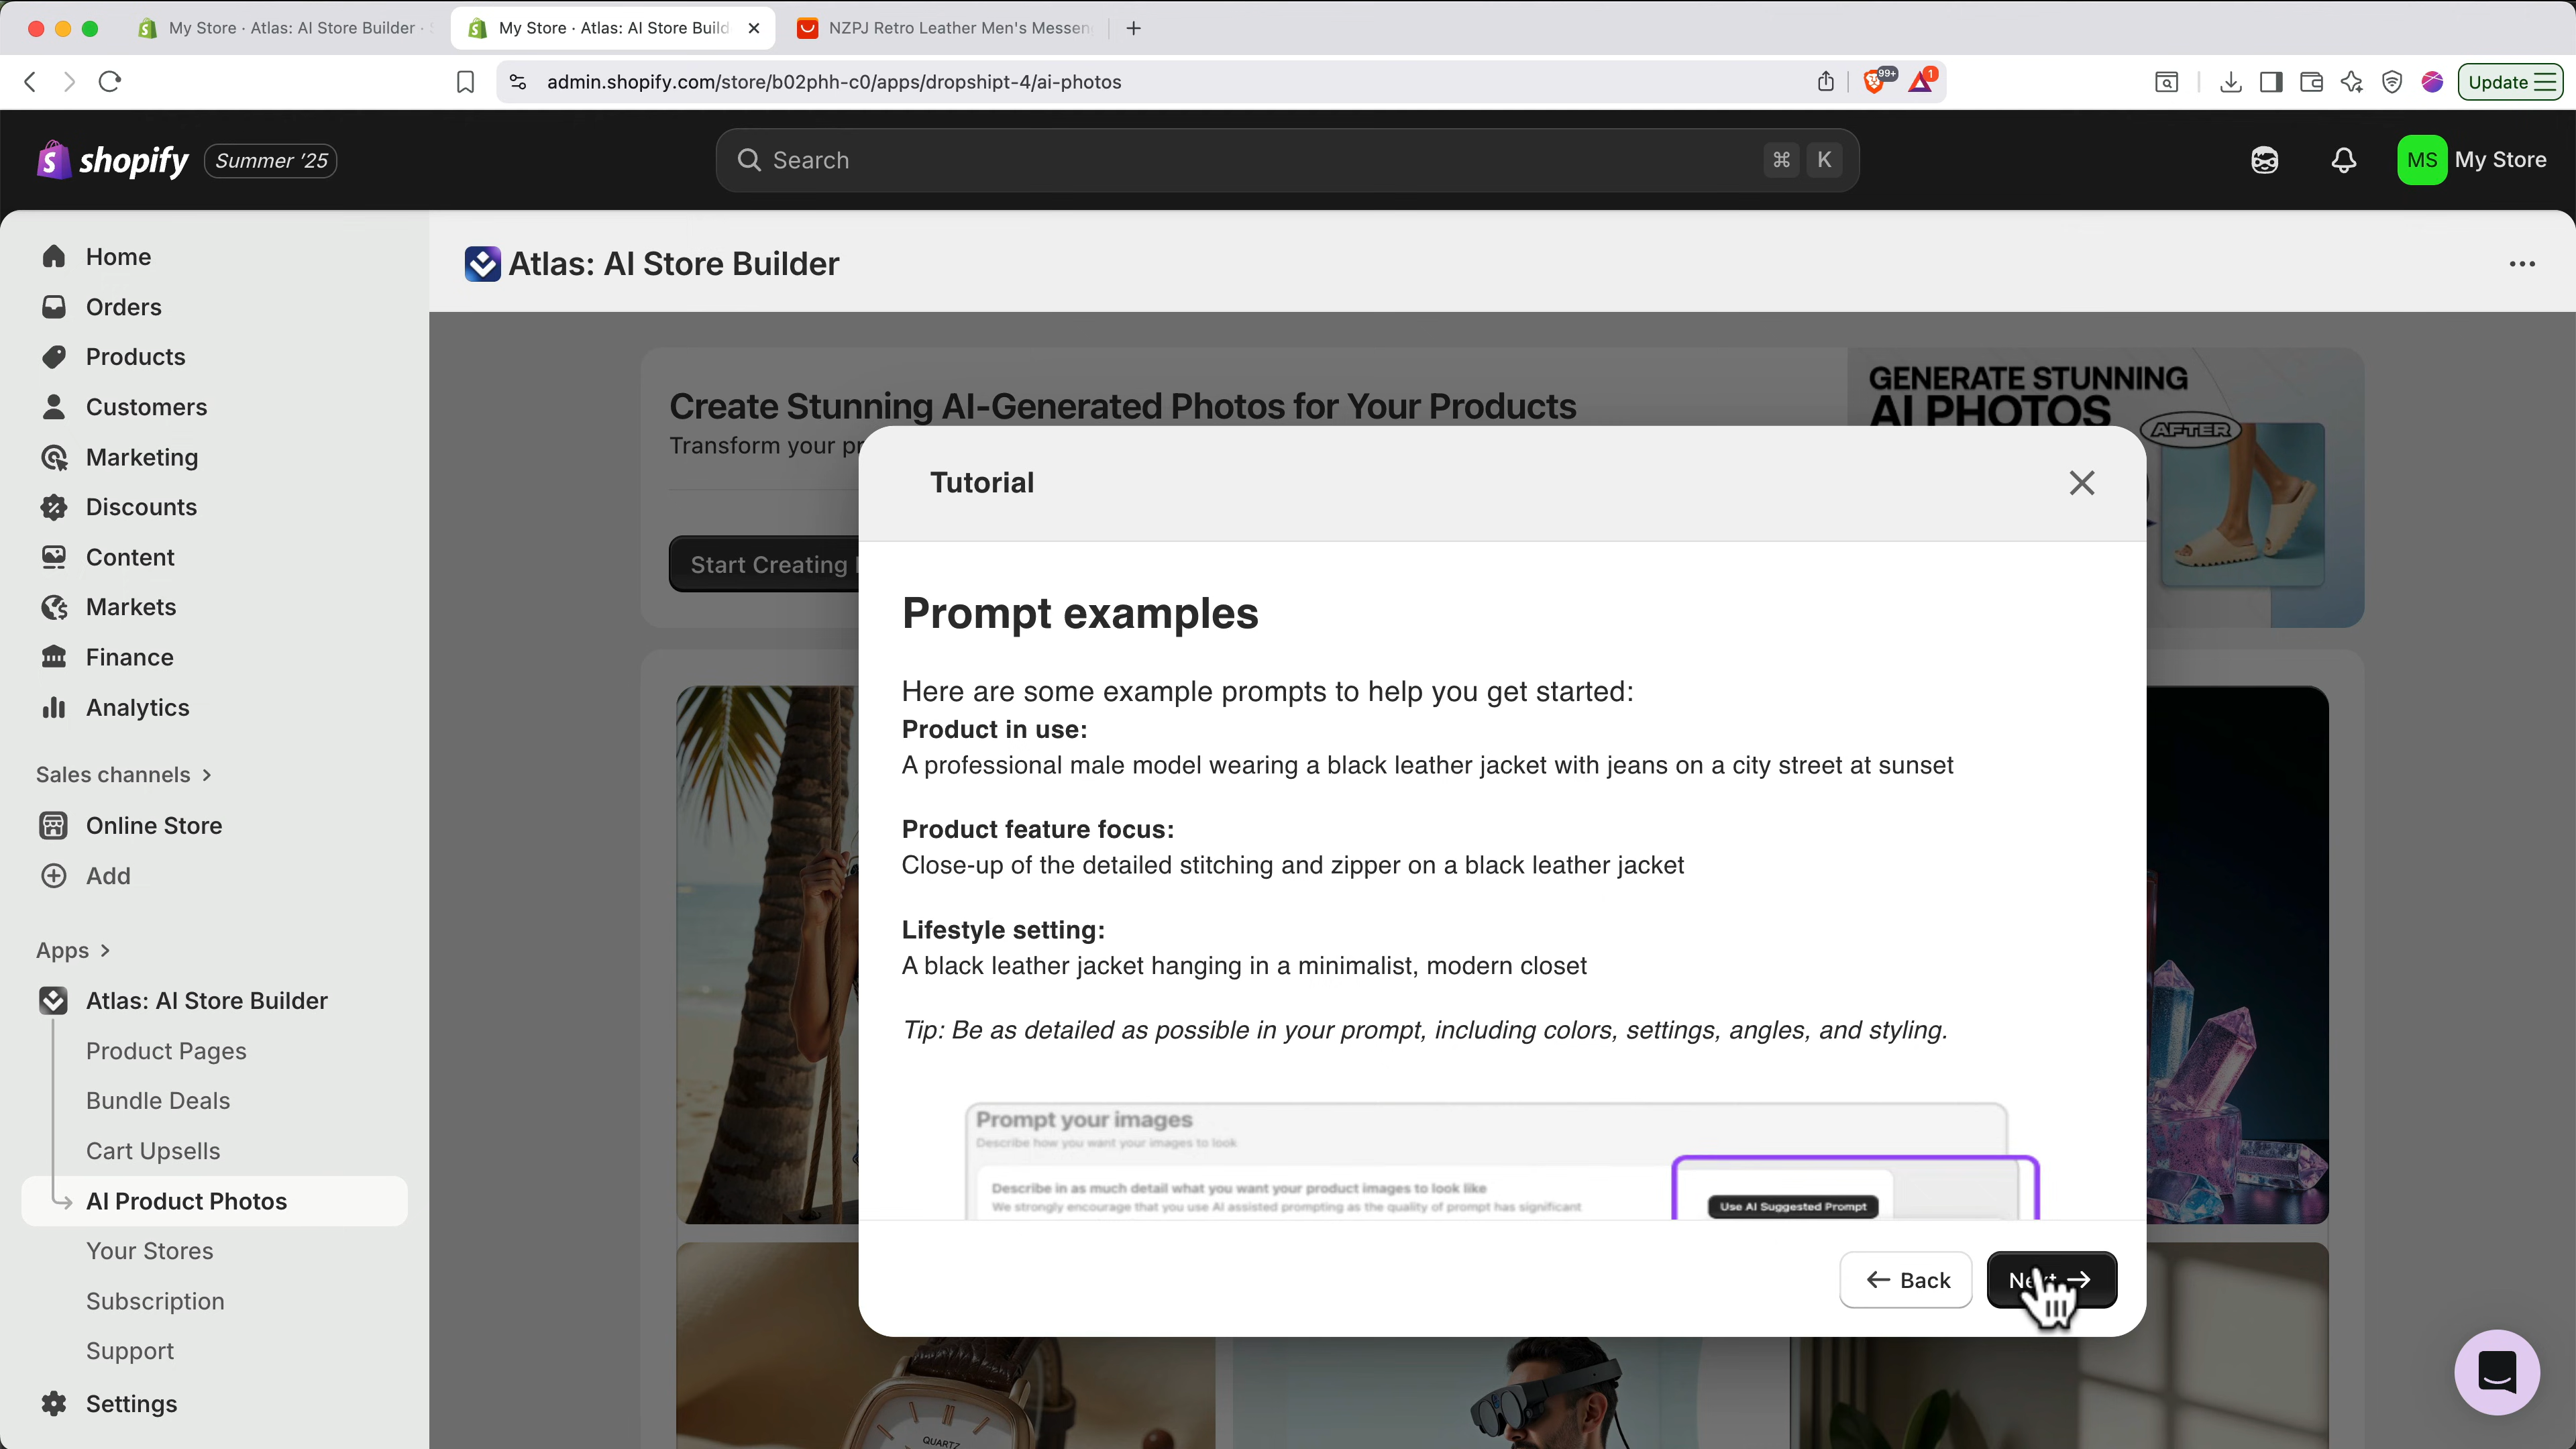 My Store · Atlas: AI Store Builder ·
My Store · Atlas: AI Store Build
NZPJ Retro Leather Men's Messen
admin.shopify.com/store/b02phh-c0/apps/dropshipt-4/ai-photos
99+
1
Update
shopify
Summer '25
Search
⌘ K
MS My Store
Home
Orders
Products
Customers
Marketing
Discounts
Content
Markets
Finance
Analytics
Sales channels
Online Store
Add
Apps
Atlas: AI Store Builder
Product Pages
Bundle Deals
Cart Upsells
AI Product Photos
Your Stores
Subscription
Support
Settings
Atlas: AI Store Builder
Create Stunning AI-Generated Photos for Your Products
Transform your pr
Start Creating
GENERATE STUNNING
AI PHOTOS
AFTER
Tutorial
Prompt examples
Here are some example prompts to help you get started:
Product in use:
A professional male model wearing a black leather jacket with jeans on a city street at sunset
Product feature focus:
Close-up of the detailed stitching and zipper on a black leather jacket
Lifestyle setting:
A black leather jacket hanging in a minimalist, modern closet
Tip: Be as detailed as possible in your prompt, including colors, settings, angles, and styling.
Prompt your images
Describe how you want your images to look
Describe in as much detail what you want your product images to look like
We strongly encourage that you use AI assisted prompting as the quality of prompt has significant
Use AI Suggested Prompt
Back
Next
QUARTZ